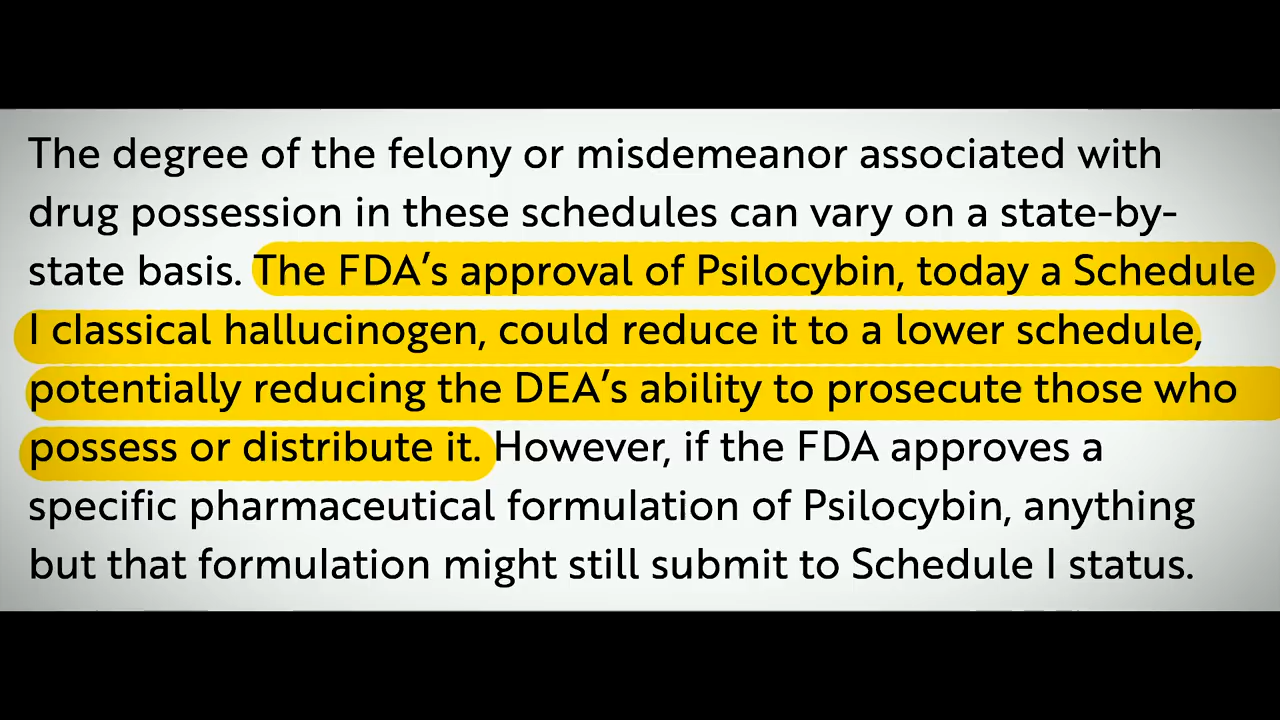 The degree of the felony or misdemeanor associated with
drug possession in these schedules can vary on a state-by-
state basis. The FDA’s approval of Psilocybin, today a Schedule
I classical hallucinogen, could reduce it to a lower schedule,
potentially reducing the DEA’s ability to prosecute those who
possess or distribute it. However, if the FDA approves a
specific pharmaceutical formulation of Psilocybin, anything
but that formulation might still submit to Schedule I status.